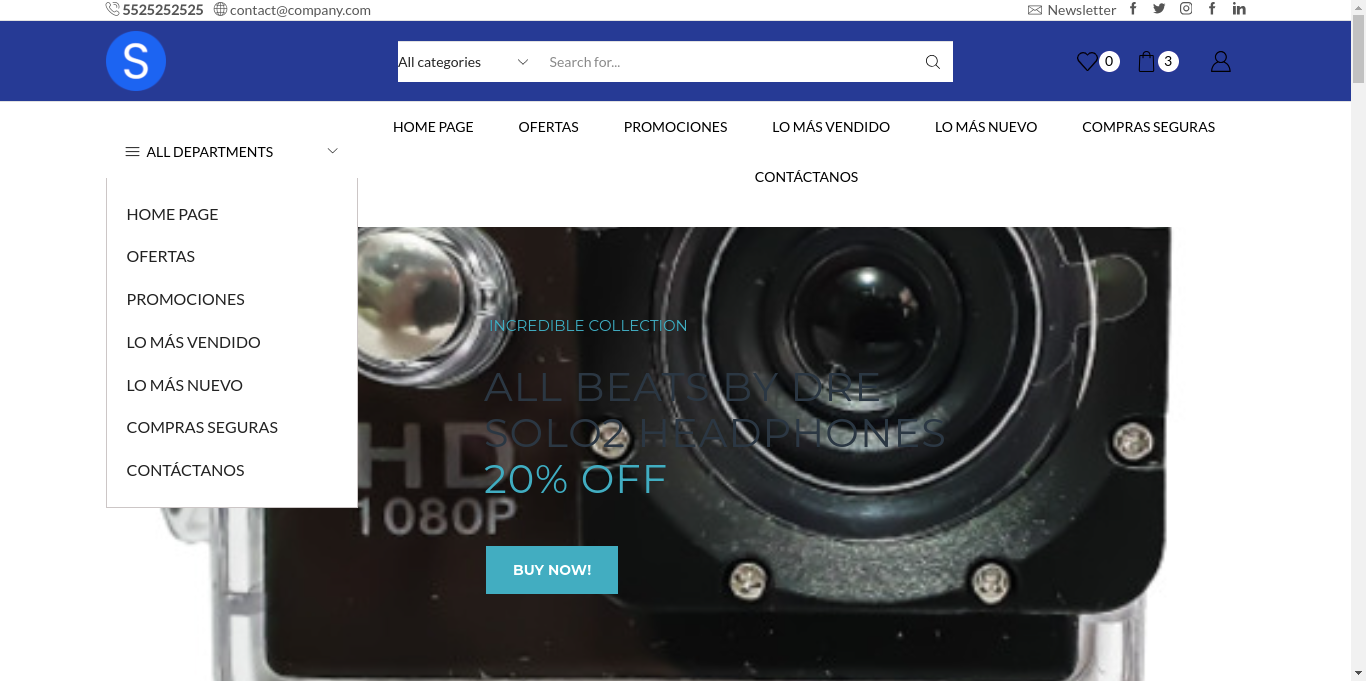 5525252525 contact@company.com Newsletter
S
All categories Search for... 0 3
HOME PAGE OFERTAS PROMOCIONES LO MÁS VENDIDO LO MÁS NUEVO COMPRAS SEGURAS
CONTÁCTANOS
ALL DEPARTMENTS
HOME PAGE
OFERTAS
PROMOCIONES
LO MÁS VENDIDO
LO MÁS NUEVO
COMPRAS SEGURAS
CONTÁCTANOS
INCREDIBLE COLLECTION
ALL BEATS BY DRE
SOLO2 HEADPHONES
20% OFF
BUY NOW!
HD
1080P